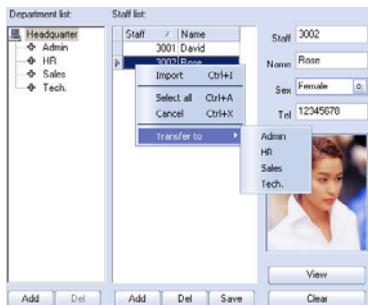 Department list:
Headquarter
Admin
HR
Sales
Tech.
Add Del
Staff list:
Staff / Name
3001 David
3002 Rose
Import Ctrl+I
Select all Ctrl+A
Cancel Ctrl+X
Transfer to
Admin
HR
Sales
Tech.
Add Del Save
Staff 3002
Name Rose
Sex Female
Tel 12345678
View
Clear